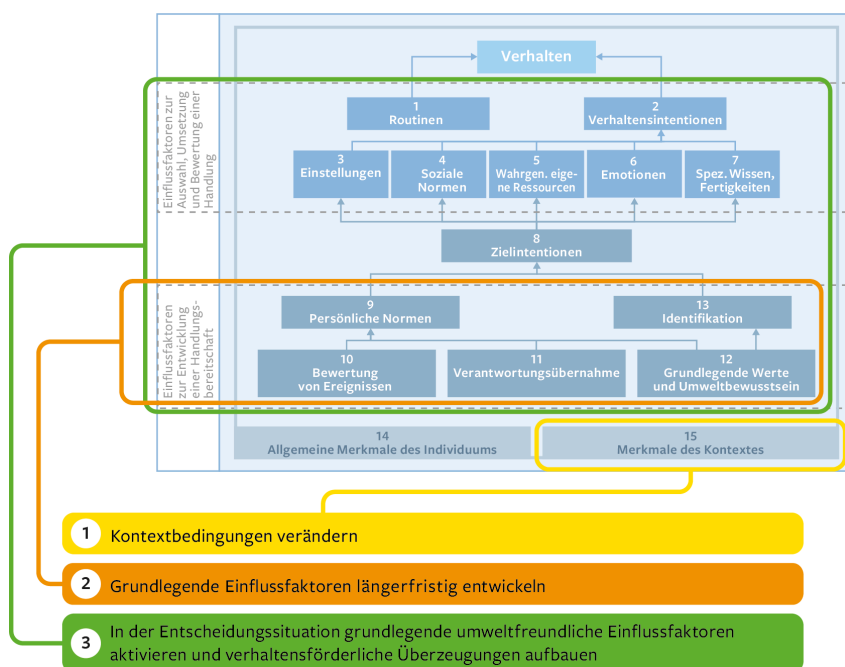 Verhalten
Einflussfaktoren zur
Auswahl, Umsetzung
und Bewertung einer
Handlung
1
Routinen
2
Verhaltensintentionen
3
Einstellungen
4
Soziale
Normen
5
Wahrgen. eige-
ne Ressourcen
6
Emotionen
7
Spez. Wissen,
Fertigkeiten
8
Zielintentionen
Einflussfaktoren
zur Entwicklung
einer Handlungs-
bereitschaft
9
Persönliche Normen
13
Identifikation
10
Bewertung
von Ereignissen
11
Verantwortungsübernahme
12
Grundlegende Werte
und Umweltbewusstsein
14
Allgemeine Merkmale des Individuums
15
Merkmale des Kontextes
1 Kontextbedingungen verändern
2 Grundlegende Einflussfaktoren längerfristig entwickeln
3 In der Entscheidungssituation grundlegende umweltfreundliche Einflussfaktoren
aktivieren und verhaltensförderliche Überzeugungen aufbauen